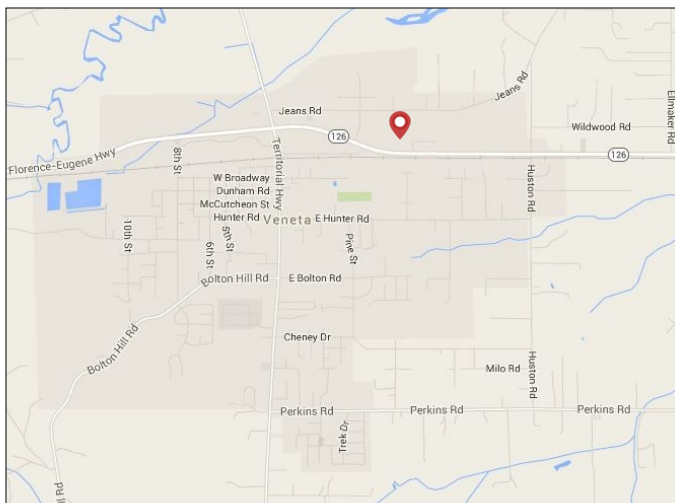 Jeans Rd
Jeans Rd
Ellmaker Rd
126
Wildwood Rd
126
Florence-Eugene Hwy
8th St
Territorial Hwy
Huston Rd
W Broadway
Dunham Rd
McCutcheon St
Hunter Rd
Veneta
E Hunter Rd
10th St
6th St
5th St
Pine St
Bolton Hill Rd
E Bolton Rd
Cheney Dr
Bolton Hill Rd
Milo Rd
Huston Rd
Perkins Rd
Perkins Rd
Perkins Rd
Trek Dr
Hill Rd